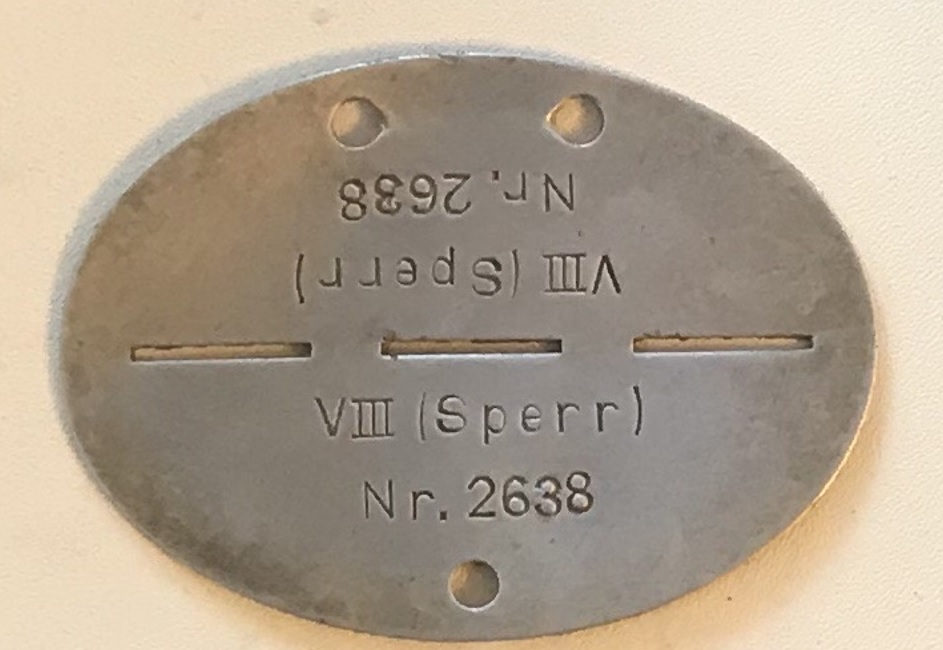 Nr. 2638
VIII (Sperr)
VIII (Sperr)
Nr. 2638